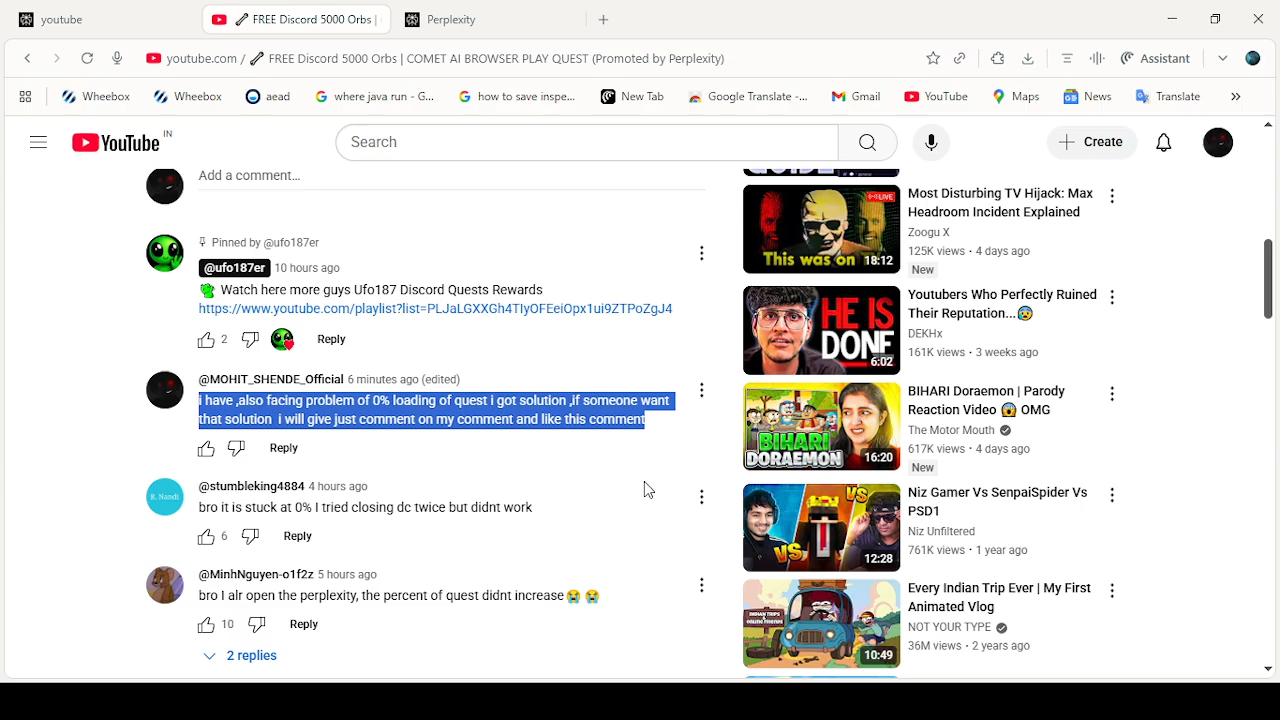 youtube
FREE Discord 5000 Orbs |
Perplexity
youtube.com / 🖊 FREE Discord 5000 Orbs | COMET AI BROWSER PLAY QUEST (Promoted by Perplexity)
Assistant
Wheebox
Wheebox
aead
where java run - G...
how to save inspe...
New Tab
Google Translate -...
Gmail
YouTube
Maps
News
Translate
YouTube IN
Search
Create
Add a comment...
Pinned by @ufo187er
@ufo187er 10 hours ago
Watch here more guys Ufo187 Discord Quests Rewards
https://www.youtube.com/playlist?list=PLJaLGXXGh4TIyOFEeiOpx1ui9ZTPoZgJ4
2
Reply
@MOHIT_SHENDE_Official 6 minutes ago (edited)
i have ,also facing problem of 0% loading of quest i got solution ,if someone want
that solution i will give just comment on my comment and like this comment
Reply
R. Nandi
@stumbleking4884 4 hours ago
bro it is stuck at 0% I tried closing dc twice but didnt work
6
Reply
@MinhNguyen-o1f2z 5 hours ago
bro I alr open the perplexity, the percent of quest didnt increase😭 😭
10
Reply
2 replies
LIVE
This was on TV
18:12
Most Disturbing TV Hijack: Max
Headroom Incident Explained
Zoogu X
125K views • 4 days ago
New
HE IS
DONE
6:02
Youtubers Who Perfectly Ruined
Their Reputation...😰
DEKHx
161K views • 3 weeks ago
BIHARI
DORAEMON
16:20
BIHARI Doraemon | Parody
Reaction Video 😱 OMG
The Motor Mouth
617K views • 4 days ago
New
VS
VS
12:28
Niz Gamer Vs SenpaiSpider Vs
PSD1
Niz Unfiltered
761K views • 1 year ago
INDIAN TRIPS
10:49
Every Indian Trip Ever | My First
Animated Vlog
NOT YOUR TYPE
36M views • 2 years ago